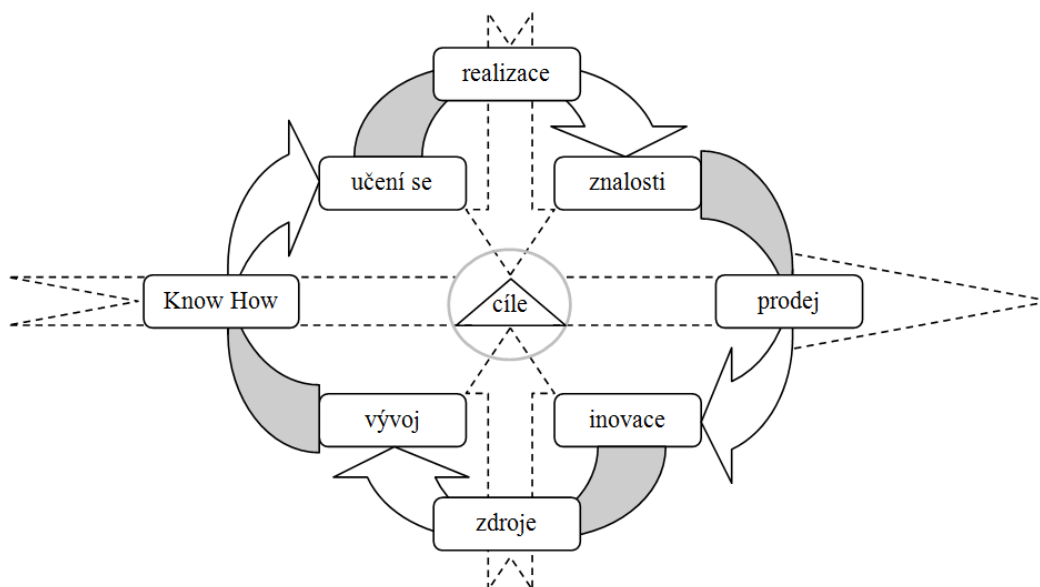 realizace
učení se
znalosti
Know How
cíle
prodej
vývoj
inovace
zdroje